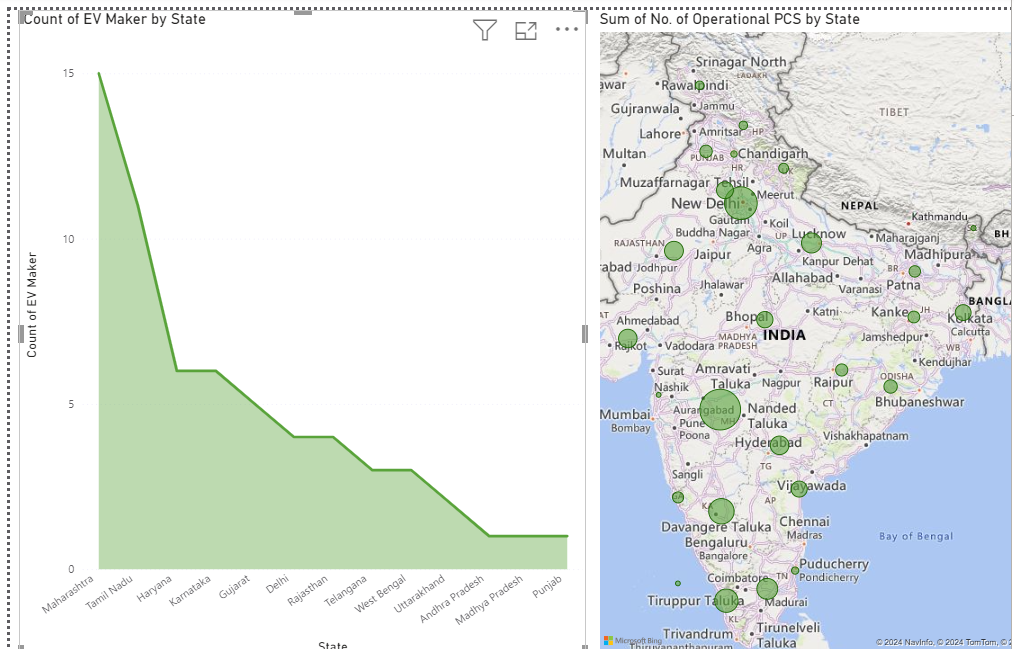 Count of EV Maker by State
15
10
5
0
Count of EV Maker
Maharashtra
Tamil Nadu
Haryana
Karnataka
Gujarat
Delhi
Rajasthan
Telangana
West Bengal
Uttarakhand
Andhra Pradesh
Madhya Pradesh
Punjab
State
Sum of No. of Operational PCS by State
Srinagar North
LADAKH
awar
Rawalpindi
Gujranwala
Jammu
TIBET
Lahore
Amritsar
HP
Multan
PUNJAB
Chandigarh
HR
Muzaffarnagar Tehsil
Meerut
New Delhi
NEPAL
Gautam
Buddha Nagar
Koil
UP
Lucknow
Kathmandu
Maharajganj
BH
RAJASTHAN
Jaipur
Agra
Madhipura
rabad
Jodhpur
Kanpur Dehat
BR
Allahabad
Patna
Poshina
Jhalawar
Varanasi
BANGLA
Ahmedabad
Bhopal
Katni
Kanke
JH
Kolkata
Calcutta
MADHYA
PRADESH
INDIA
Jamshedpur
WB
Rajkot
Vadodara
Kendujhar
Surat
Amravati
Taluka
Nagpur
Raipur
ODISHA
Nashik
Bhubaneswar
CT
Mumbai
Bombay
Aurangabad
MH
Nanded
Taluka
Pune
Poona
Hyderabad
Vishakhapatnam
Sangli
TG
Vijayawada
GA
KA
AP
Davangere Taluka
Chennai
Madras
Bay of Bengal
Bengaluru
Bangalore
Puducherry
Pondicherry
Coimbatore
TN
Tiruppur Taluka
Madurai
KL
Trivandrum
Thiruvananthapuram
Tirunelveli
Taluka
Microsoft Bing
© 2024 NavInfo, © 2024 TomTom, © 2